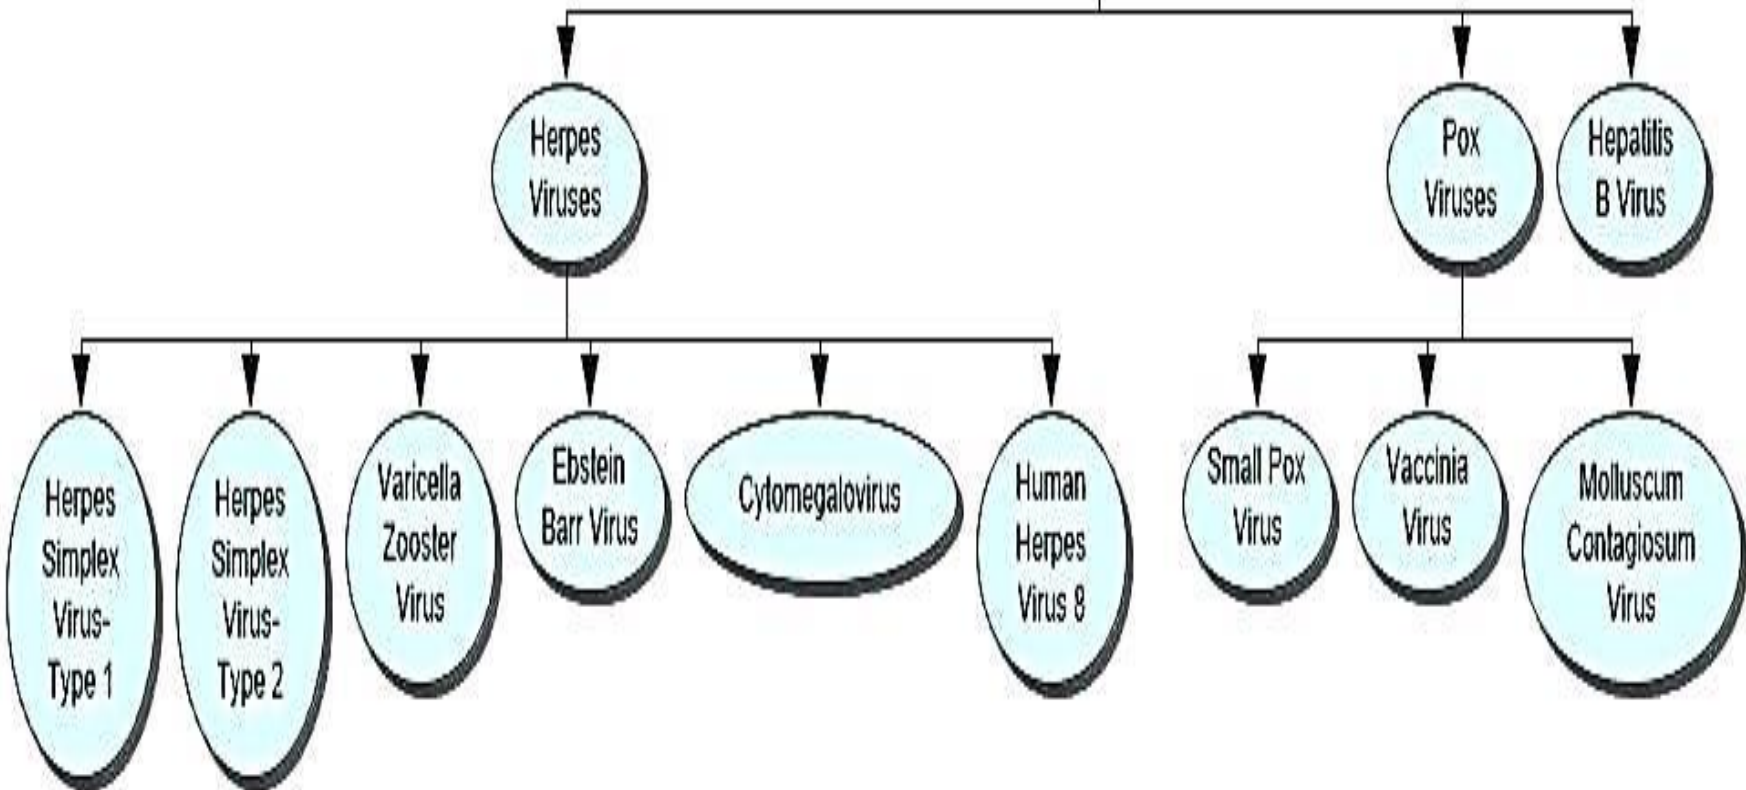 Herpes
Viruses
Pox
Viruses
Hepatitis
B Virus
Herpes
Simplex
Virus-
Type 1
Herpes
Simplex
Virus-
Type 2
Varicella
Zooster
Virus
Ebstein
Barr Virus
Cytomegalovirus
Human
Herpes
Virus 8
Small Pox
Virus
Vaccinia
Virus
Molluscum
Contagiosum
Virus